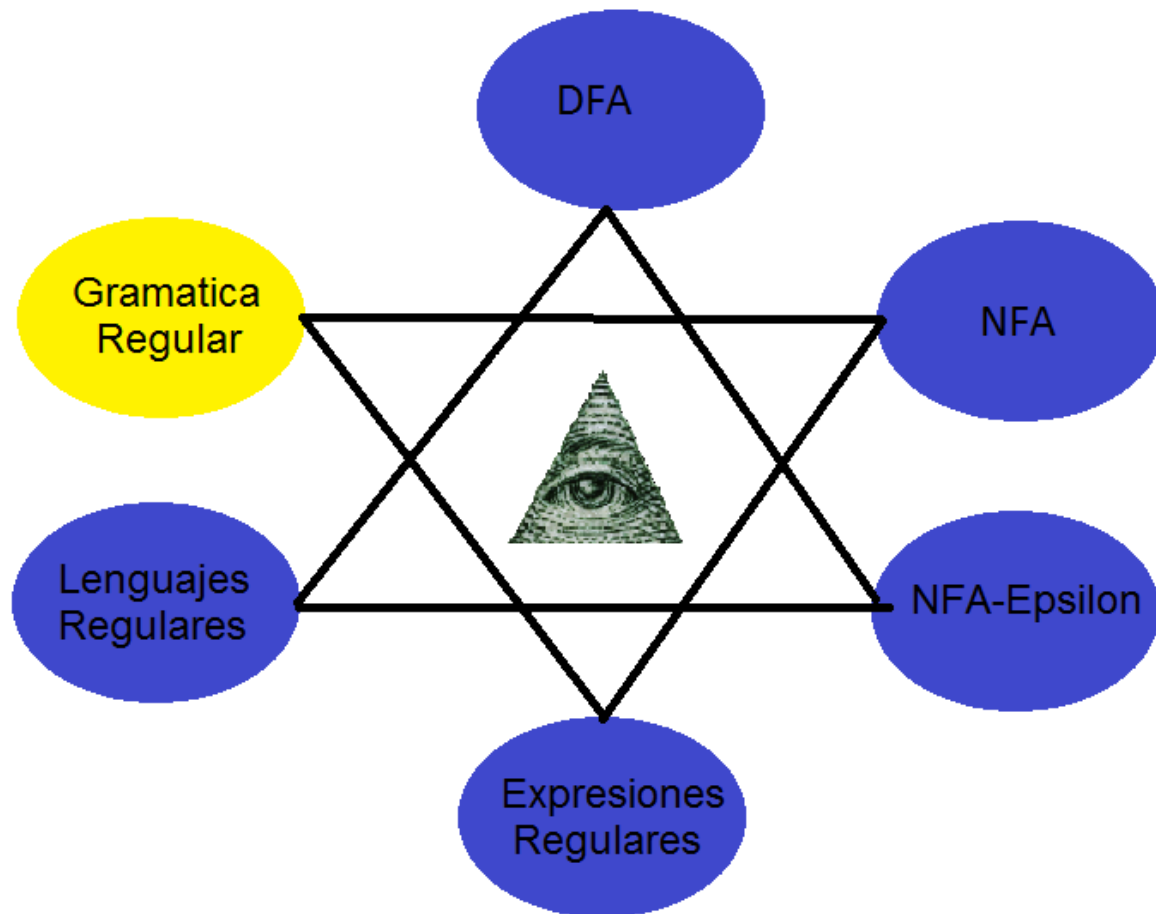 DFA
Gramatica
Regular
NFA
Lenguajes
Regulares
NFA-Epsilon
Expresiones
Regulares